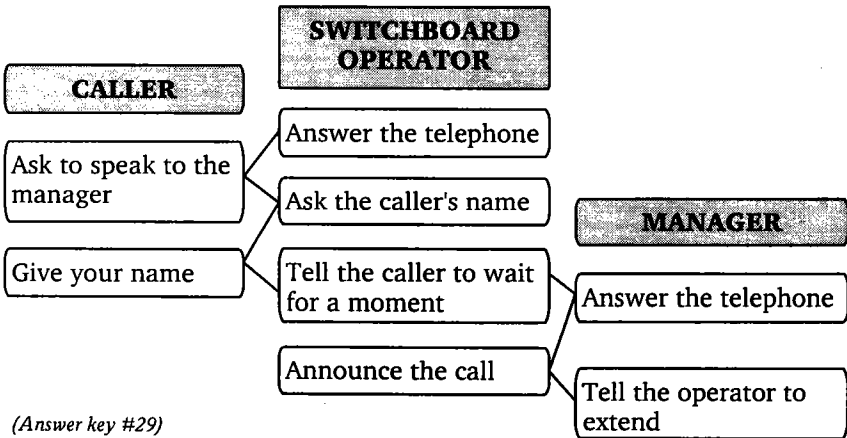 CALLER
Ask to speak to the
manager
Give your name
SWITCHBOARD
OPERATOR
Answer the telephone
Ask the caller's name
Tell the caller to wait
for a moment
Announce the call
MANAGER
Answer the telephone
Tell the operator to
extend
(Answer key #29)